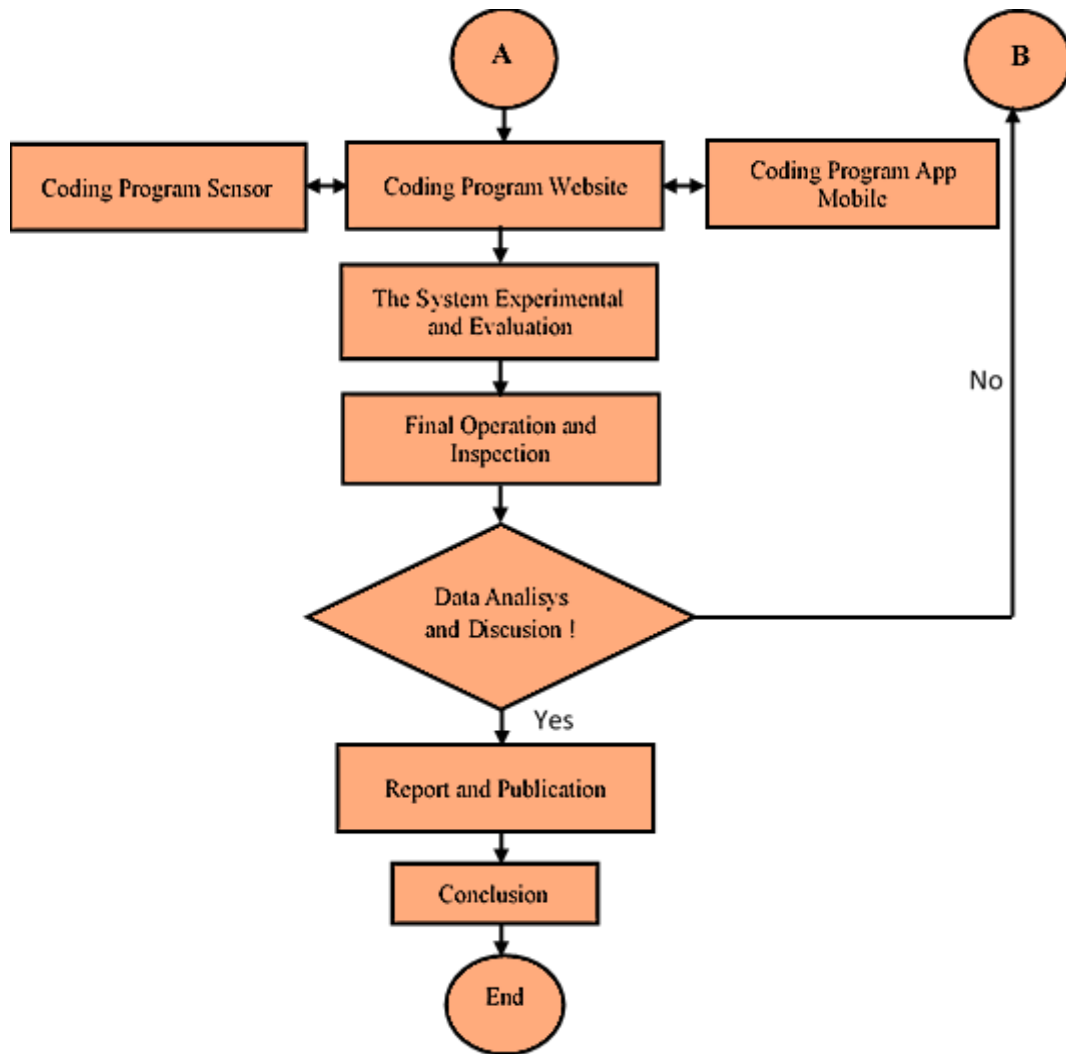 A
B
Coding Program Sensor
Coding Program Website
Coding Program App
Mobile
The System Experimental
and Evaluation
Final Operation and
Inspection
No
Data Analisys
and Discusion !
Yes
Report and Publication
Conclusion
End